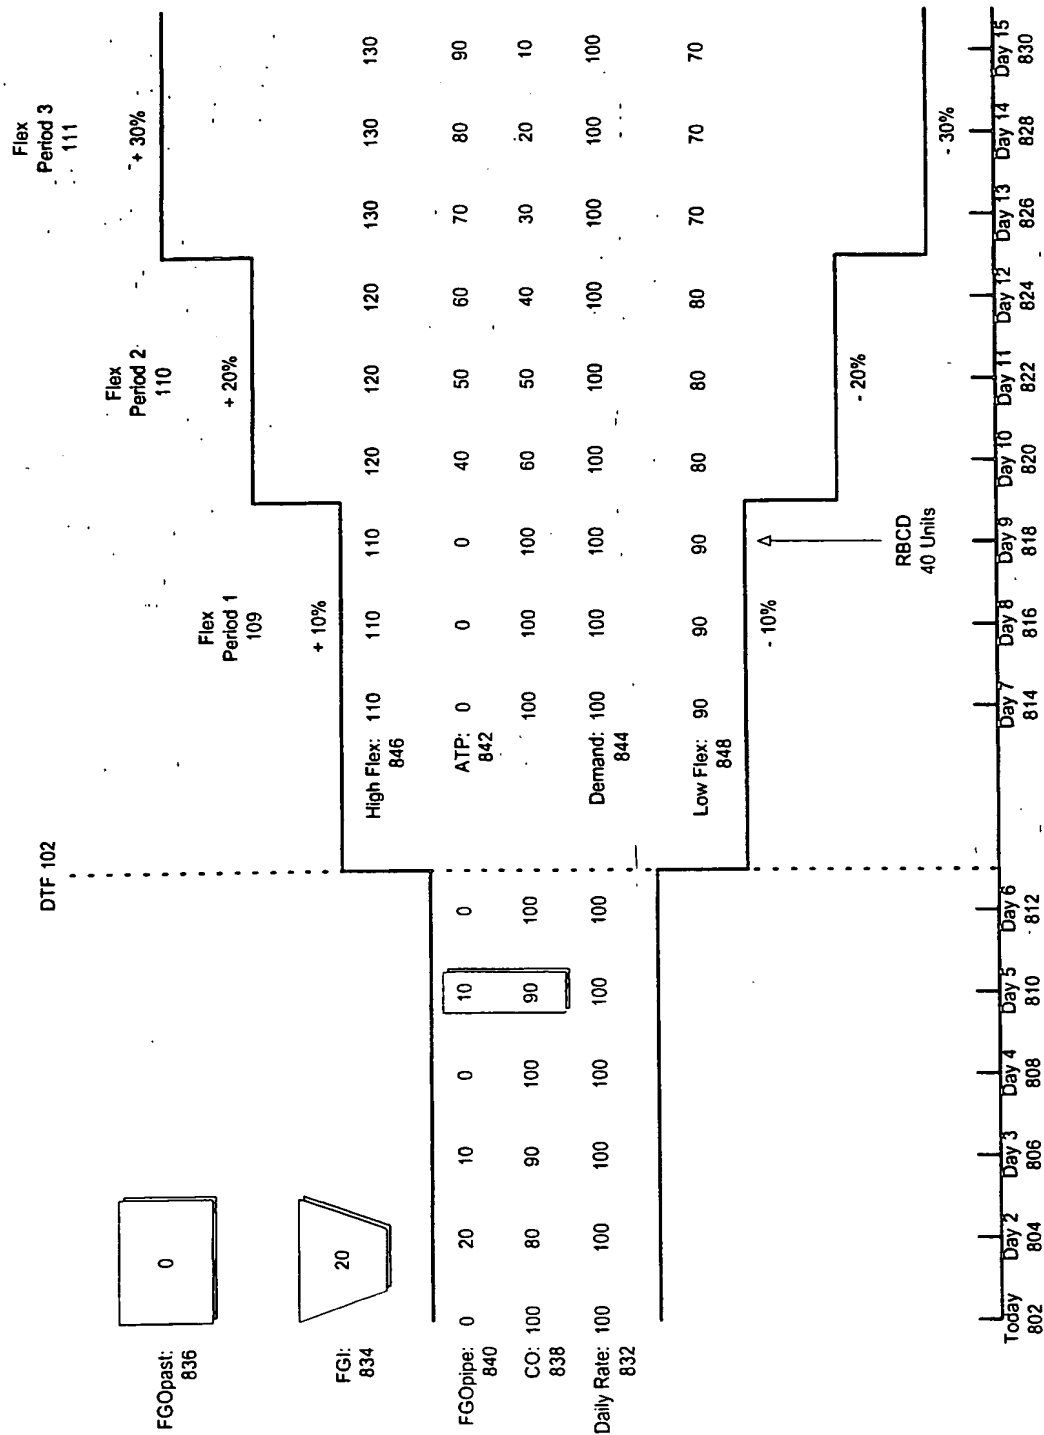 Flex
Period 3
111
+ 30%
Flex
Period 2
110
+ 20%
Flex
Period 1
109
+ 10%
DTF 102
FGOpast:
836
0
FGI:
834
20
High Flex: 110 110 110 120 120 120 130 130 130
846
FGOpipe: 0 20 10 0 10 0
840
ATP: 0 0 0 40 50 60 70 80 90
842
CO: 100 80 90 100 90 100 100 100 100 60 50 40 30 20 10
838
Daily Rate: 100 100 100 100 100 100
832
Demand: 100 100 100 100 100 100 100 100 100
844
Low Flex: 90 90 90 80 80 80 70 70 70
848
- 10%
- 20%
- 30%
RBCD
40 Units
Today Day 2 Day 3 Day 4 Day 5 Day 6 Day 7 Day 8 Day 9 Day 10 Day 11 Day 12 Day 13 Day 14 Day 15
802 804 806 808 810 812 814 816 818 820 822 824 826 828 830